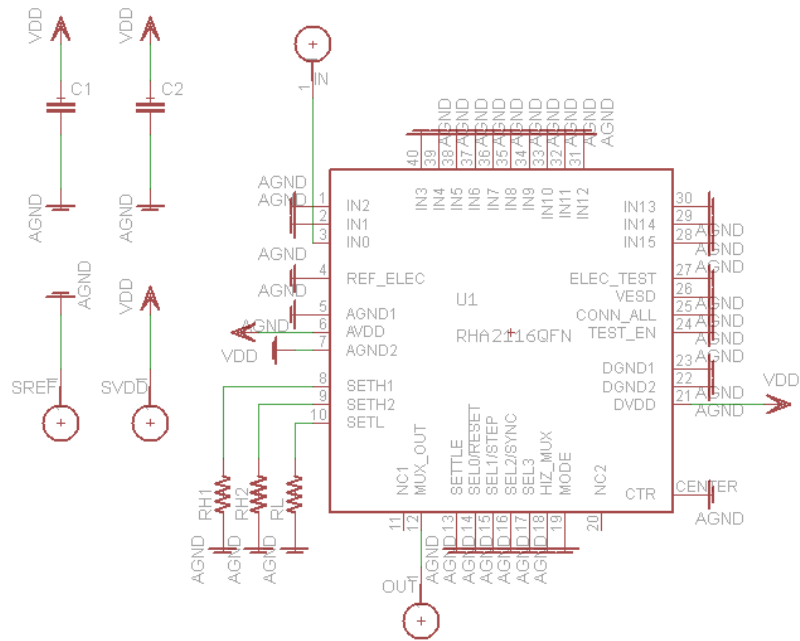 VDD
VDD
C1
C2
AGND
AGND
AGND
VDD
SREF
SVDD
1
IN
AGND
AGND
AGND
AGND
AGND
AGND
AGND
AGND
AGND
AGND
40
39
38
37
36
35
34
33
32
31
IN3
IN4
IN5
IN6
IN7
IN8
IN9
IN10
IN11
IN12
AGND
AGND
1 IN2
2 IN1
3 IN0
AGND
4 REF_ELEC
AGND
5 AGND1
AGND
6 AVDD
VDD
7 AGND2
8 SETH1
9 SETH2
10 SETL
U1
RHA2116QFN
IN13 30
IN14 29
IN15 28
AGND
AGND
AGND
ELEC_TEST 27
VESD 26
CONN_ALL 25
TEST_EN 24
AGND
AGND
AGND
AGND
DGND1 23
DGND2 22
AGND
AGND
DVDD 21
VDD
CTR
CENTER
AGND
NC1
MUX_OUT
SETTLE
SEL0/RESET
SEL1/STEP
SEL2/SYNC
SEL3
HIZ_MUX
MODE
NC2
11
12
13
14
15
16
17
18
19
20
RH1
RH2
RL
AGND
AGND
AGND
AGND
AGND
AGND
AGND
AGND
AGND
AGND
OUT
1